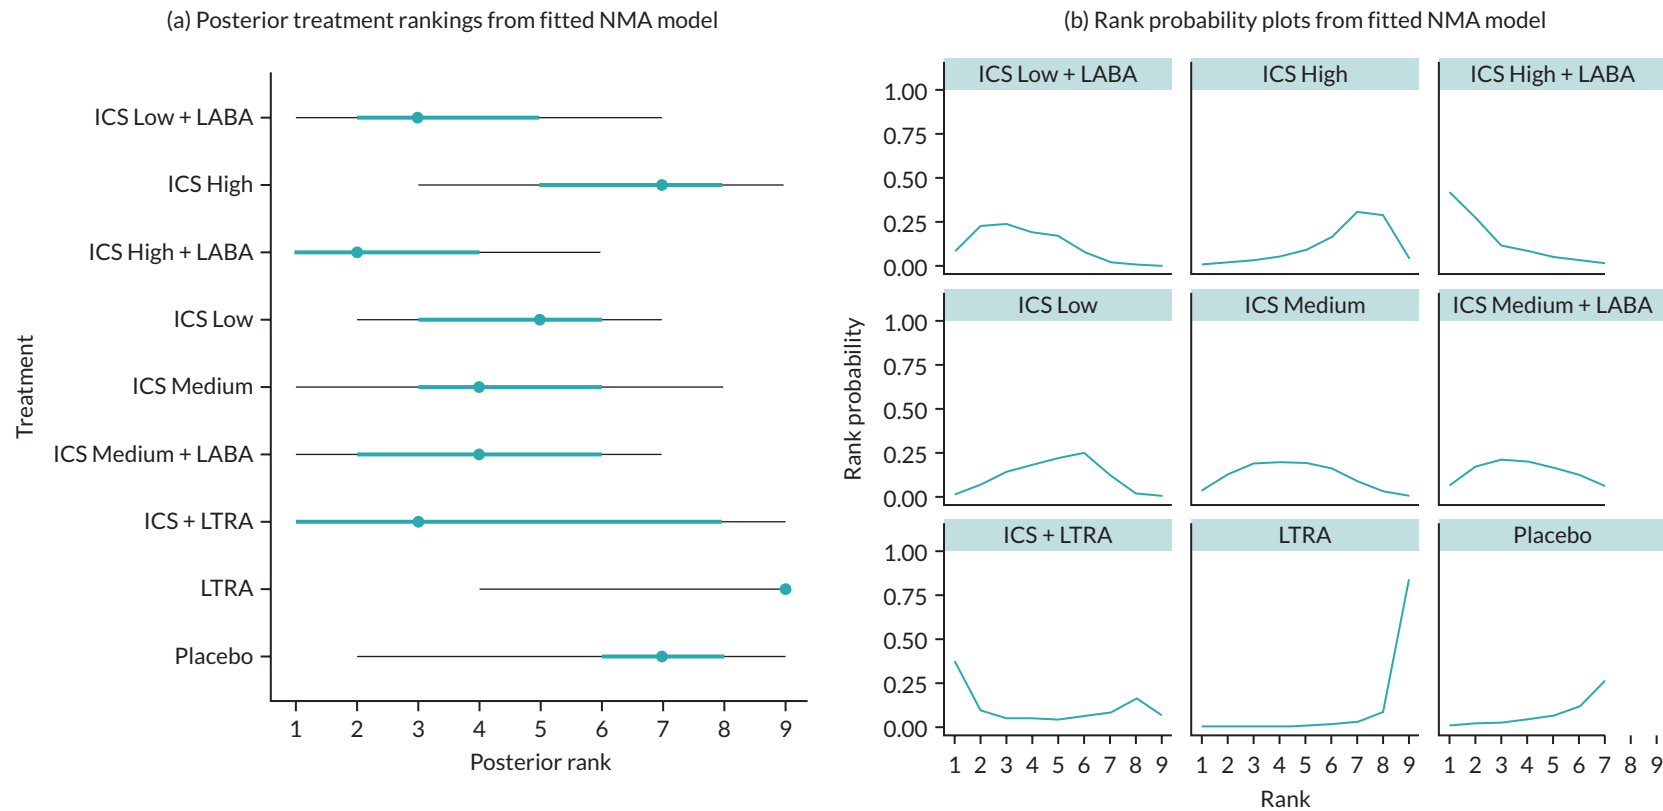 (a) Posterior treatment rankings from fitted NMA model
Treatment
ICS Low + LABA
ICS High
ICS High + LABA
ICS Low
ICS Medium
ICS Medium + LABA
ICS + LTRA
LTRA
Placebo
1 2 3 4 5 6 7 8 9
Posterior rank
(b) Rank probability plots from fitted NMA model
Rank probability
ICS Low + LABA ICS High ICS High + LABA
1.00
0.75
0.50
0.25
0.00
ICS Low ICS Medium ICS Medium + LABA
1.00
0.75
0.50
0.25
0.00
ICS + LTRA LTRA Placebo
1.00
0.75
0.50
0.25
0.00
1 2 3 4 5 6 7 8 9 1 2 3 4 5 6 7 8 9 1 2 3 4 5 6 7 8 9
Rank